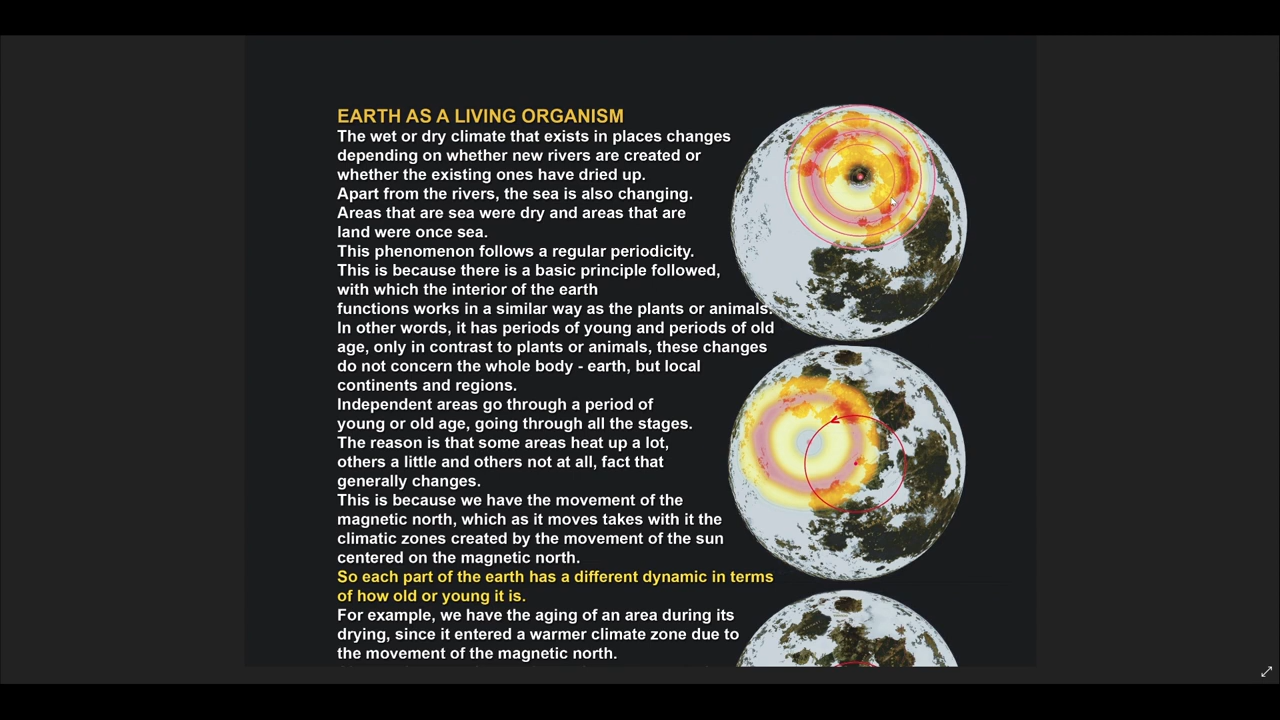 EARTH AS A LIVING ORGANISM
The wet or dry climate that exists in places changes
depending on whether new rivers are created or
whether the existing ones have dried up.
Apart from the rivers, the sea is also changing.
Areas that are sea were dry and areas that are
land were once sea.
This phenomenon follows a regular periodicity.
This is because there is a basic principle followed,
with which the interior of the earth
functions works in a similar way as the plants or animals.
In other words, it has periods of young and periods of old
age, only in contrast to plants or animals, these changes
do not concern the whole body - earth, but local
continents and regions.
Independent areas go through a period of
young or old age, going through all the stages.
The reason is that some areas heat up a lot,
others a little and others not at all, fact that
generally changes.
This is because we have the movement of the
magnetic north, which as it moves takes with it the
climatic zones created by the movement of the sun
centered on the magnetic north.
So each part of the earth has a different dynamic in terms
of how old or young it is.
For example, we have the aging of an area during its
drying, since it entered a warmer climate zone due to
the movement of the magnetic north.